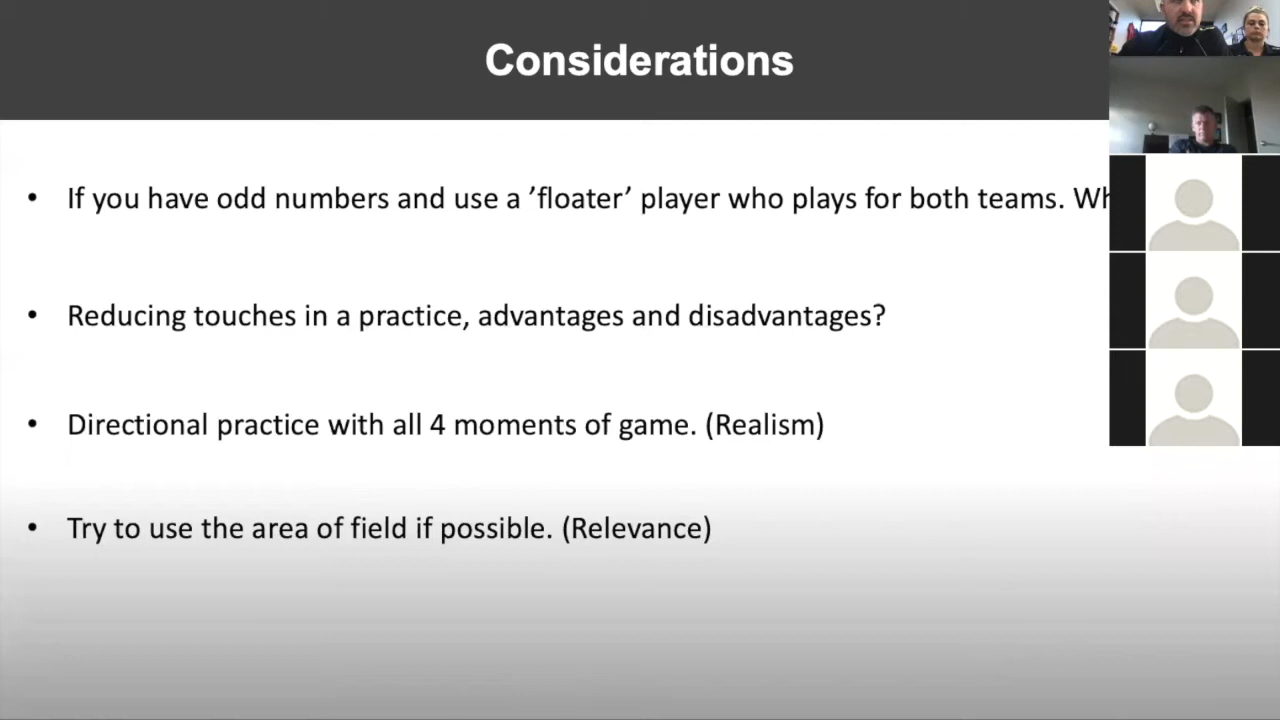 Considerations
• If you have odd numbers and use a ’floater’ player who plays for both teams.
• Reducing touches in a practice, advantages and disadvantages?
• Directional practice with all 4 moments of game. (Realism)
• Try to use the area of field if possible. (Relevance)